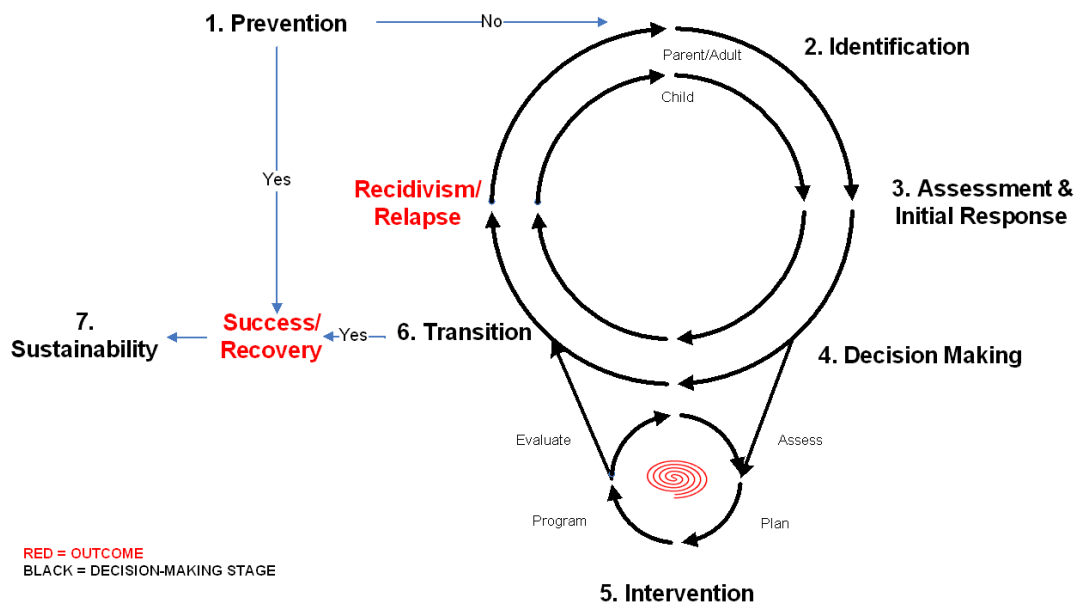 1. Prevention
No
2. Identification
Parent/Adult
Child
Yes
Recidivism/
Relapse
3. Assessment &
Initial Response
7.
Sustainability
Success/
Recovery
Yes
6. Transition
4. Decision Making
Evaluate
Assess
Program
Plan
RED = OUTCOME
BLACK = DECISION-MAKING STAGE
5. Intervention